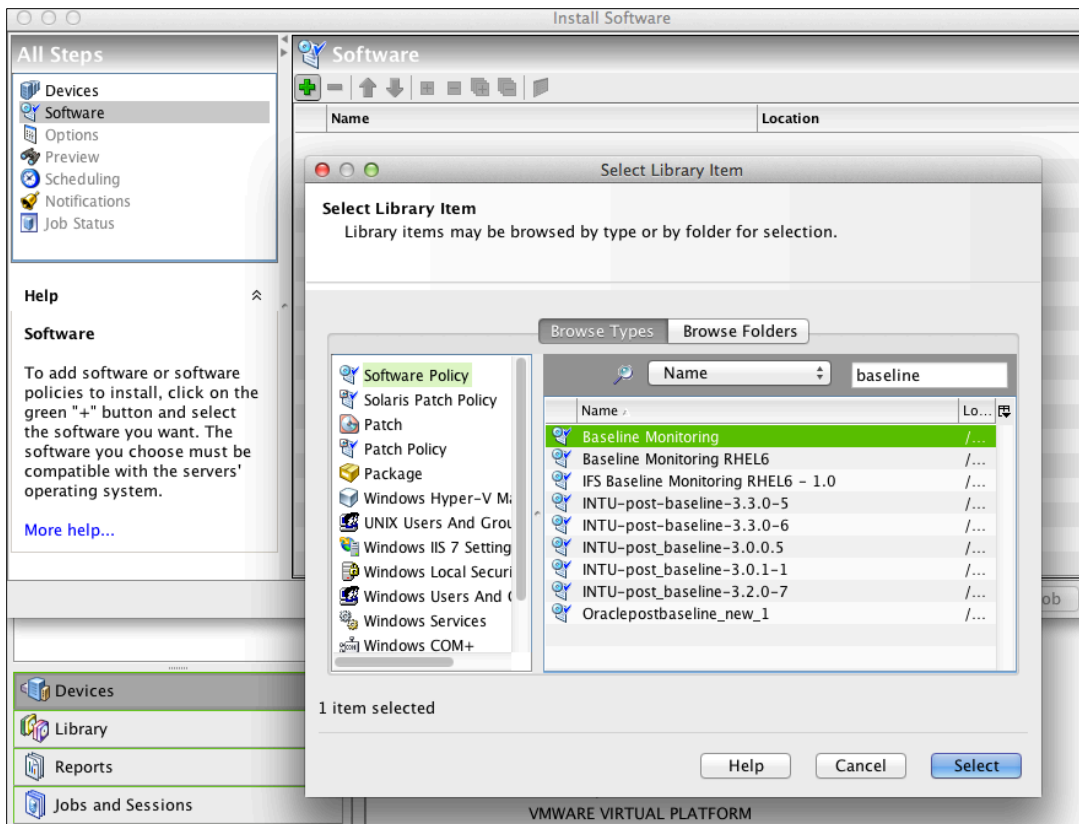 Install Software
All Steps
Devices
Software
Options
Preview
Scheduling
Notifications
Job Status
Help
Software
To add software or software
policies to install, click on the
green "+" button and select
the software you want. The
software you choose must be
compatible with the servers'
operating system.
More help...
Software
Name Location
Select Library Item
Select Library Item
Library items may be browsed by type or by folder for selection.
Browse Types Browse Folders
Software Policy
Solaris Patch Policy
Patch
Patch Policy
Package
Windows Hyper-V Ma
UNIX Users And Grou
Windows IIS 7 Setting
Windows Local Securi
Windows Users And G
Windows Services
Windows COM+
Name baseline
Name Lo...
Baseline Monitoring /...
Baseline Monitoring RHEL6 /...
IFS Baseline Monitoring RHEL6 - 1.0 /...
INTU-post-baseline-3.3.0-5 /...
INTU-post-baseline-3.3.0-6 /...
INTU-post_baseline-3.0.0.5 /...
INTU-post_baseline-3.0.1-1 /...
INTU-post_baseline-3.2.0-7 /...
Oraclepostbaseline_new_1 /...
1 item selected
Help Cancel Select
ob
Devices
Library
Reports
Jobs and Sessions
VMWARE VIRTUAL PLATFORM